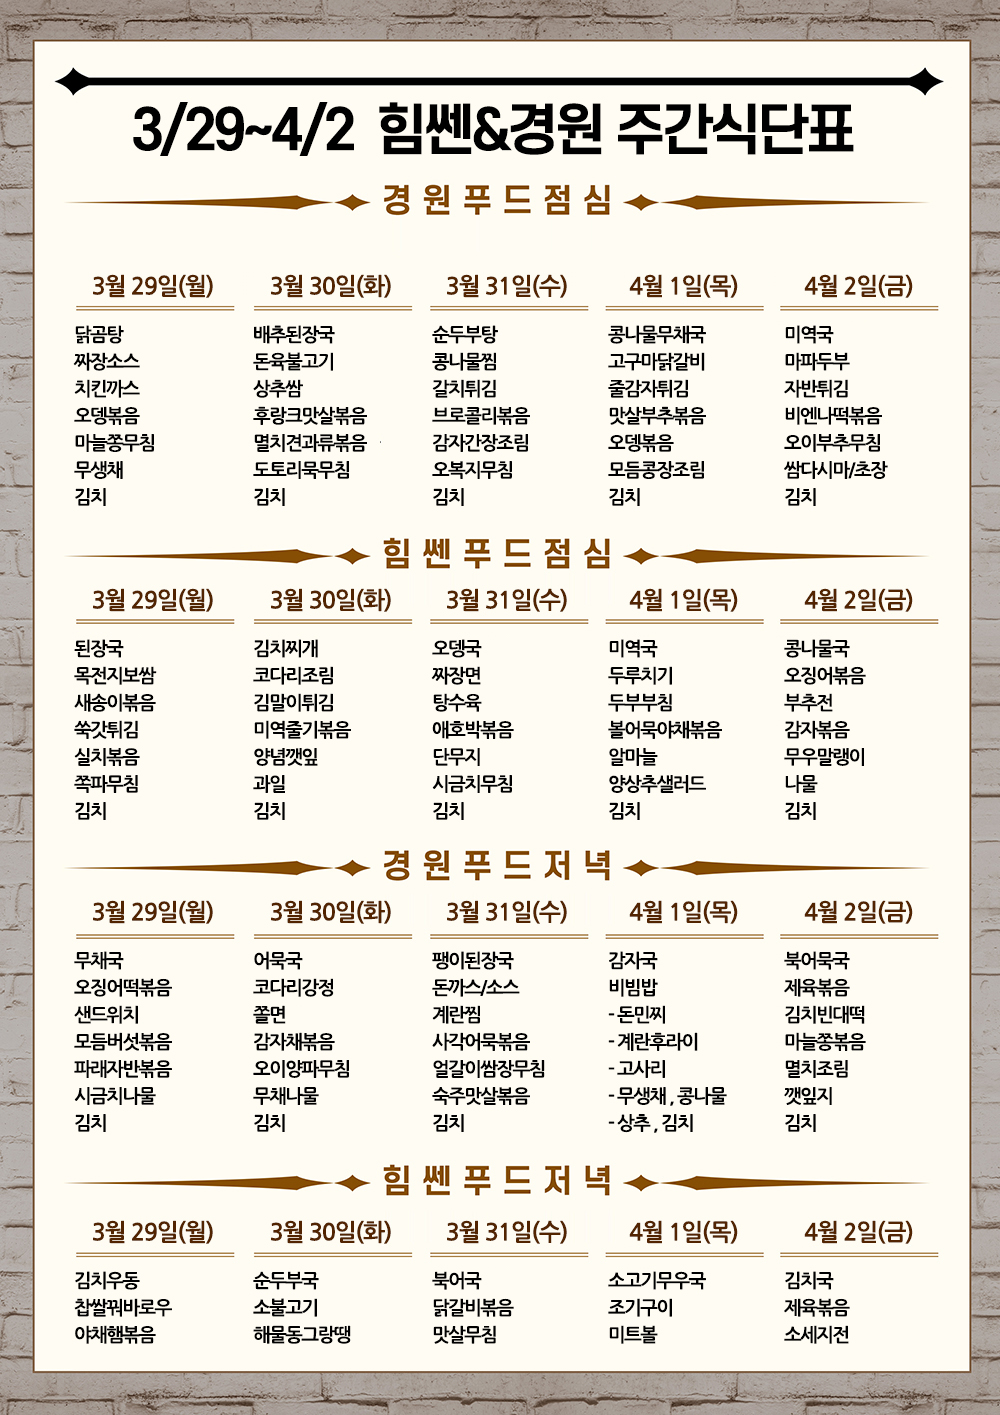 3/29~4/2 힘쎈&경원 주간식단표
경원푸드점심
3월 29일(월) 3월 30일(화) 3월 31일(수) 4월 1일(목) 4월 2일(금)
닭곰탕 배추된장국 순두부탕 콩나물무채국 미역국
짜장소스 돈육불고기 콩나물찜 고구마닭갈비 마파두부
치킨까스 상추쌈 갈치튀김 줄감자튀김 자반튀김
오뎅볶음 후랑크맛살볶음 브로콜리볶음 맛살부추볶음 비엔나떡볶음
마늘쫑무침 멸치견과류볶음 감자간장조림 오뎅볶음 오이부추무침
무생채 도토리묵무침 오복지무침 모듬콩장조림 쌈다시마/초장
김치 김치 김치 김치 김치
힘쎈푸드점심
3월 29일(월) 3월 30일(화) 3월 31일(수) 4월 1일(목) 4월 2일(금)
된장국 김치찌개 오뎅국 미역국 콩나물국
목전지보쌈 코다리조림 짜장면 두루치기 오징어볶음
새송이볶음 김말이튀김 탕수육 두부부침 부추전
쑥갓튀김 미역줄기볶음 애호박볶음 볼어묵야채볶음 감자볶음
실치볶음 양념깻잎 단무지 알마늘 무우말랭이
쪽파무침 과일 시금치무침 양상추샐러드 나물
김치 김치 김치 김치 김치
경원푸드저녁
3월 29일(월) 3월 30일(화) 3월 31일(수) 4월 1일(목) 4월 2일(금)
무채국 어묵국 팽이된장국 감자국 북어묵국
오징어떡볶음 코다리강정 돈까스/소스 비빔밥 제육볶음
샌드위치 쫄면 계란찜 - 돈민찌 김치빈대떡
모듬버섯볶음 감자채볶음 사각어묵볶음 - 계란후라이 마늘쫑볶음
파래자반볶음 오이양파무침 얼갈이쌈장무침 - 고사리 멸치조림
시금치나물 무채나물 숙주맛살볶음 - 무생채 , 콩나물 깻잎지
김치 김치 김치 - 상추 , 김치 김치
힘쎈푸드저녁
3월 29일(월) 3월 30일(화) 3월 31일(수) 4월 1일(목) 4월 2일(금)
김치우동 순두부국 북어국 소고기무우국 김치국
찹쌀꿔바로우 소불고기 닭갈비볶음 조기구이 제육볶음
야채햄볶음 해물동그랑땡 맛살무침 미트볼 소세지전